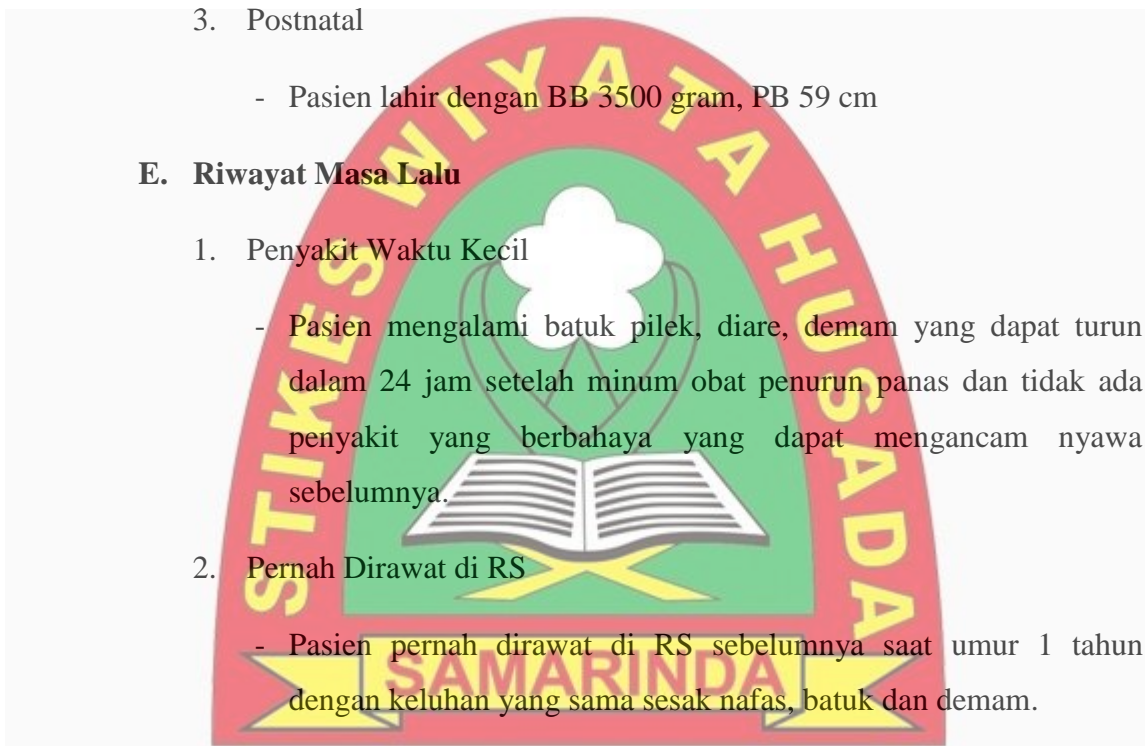 3. Postnatal
- Pasien lahir dengan BB 3500 gram, PB 59 cm
E. Riwayat Masa Lalu
1. Penyakit Waktu Kecil
- Pasien mengalami batuk pilek, diare, demam yang dapat turun
dalam 24 jam setelah minum obat penurun panas dan tidak ada
penyakit yang berbahaya yang dapat mengancam nyawa
sebelumnya.
2. Pernah Dirawat di RS
- Pasien pernah dirawat di RS sebelumnya saat umur 1 tahun
dengan keluhan yang sama sesak nafas, batuk dan demam.
STIKES WIYATA HUSADA
SAMARINDA